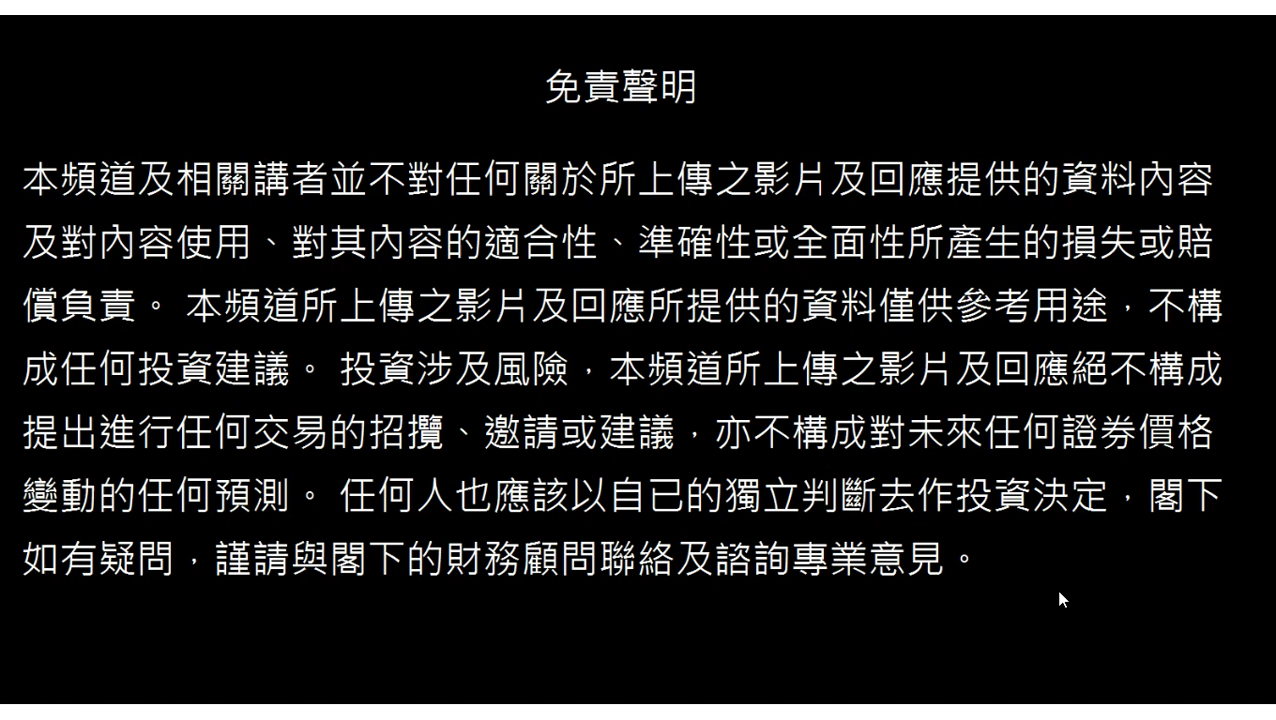 免責聲明
本頻道及相關講者並不對任何關於所上傳之影片及回應提供的資料內容
及對內容使用、對其內容的適合性、準確性或全面性所產生的損失或賠
償負責。 本頻道所上傳之影片及回應所提供的資料僅供參考用途，不構
成任何投資建議。 投資涉及風險，本頻道所上傳之影片及回應絕不構成
提出進行任何交易的招攬、邀請或建議，亦不構成對未來任何證券價格
變動的任何預測。 任何人也應該以自已的獨立判斷去作投資決定，閣下
如有疑問，謹請與閣下的財務顧問聯絡及諮詢專業意見。